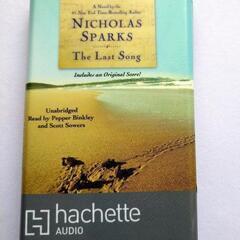 A Novel by the
#1 New York Times Bestselling Author
NICHOLAS
SPARKS
The Last Song
Includes an Original Score!
Unabridged
Read by Pepper Binkley
and Scott Sowers
H hachette
AUDIO